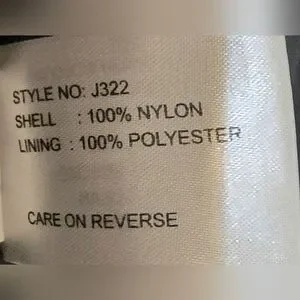 STYLE NO: J322
SHELL : 100% NYLON
LINING : 100% POLYESTER
CARE ON REVERSE